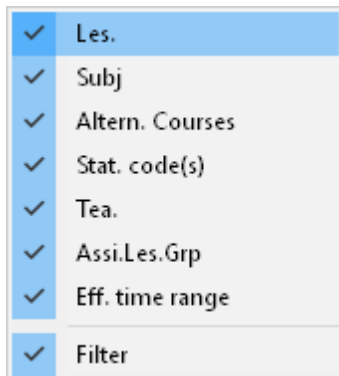 Les.
Subj
Altern. Courses
Stat. code(s)
Tea.
Assi.Les.Grp
Eff. time range
Filter